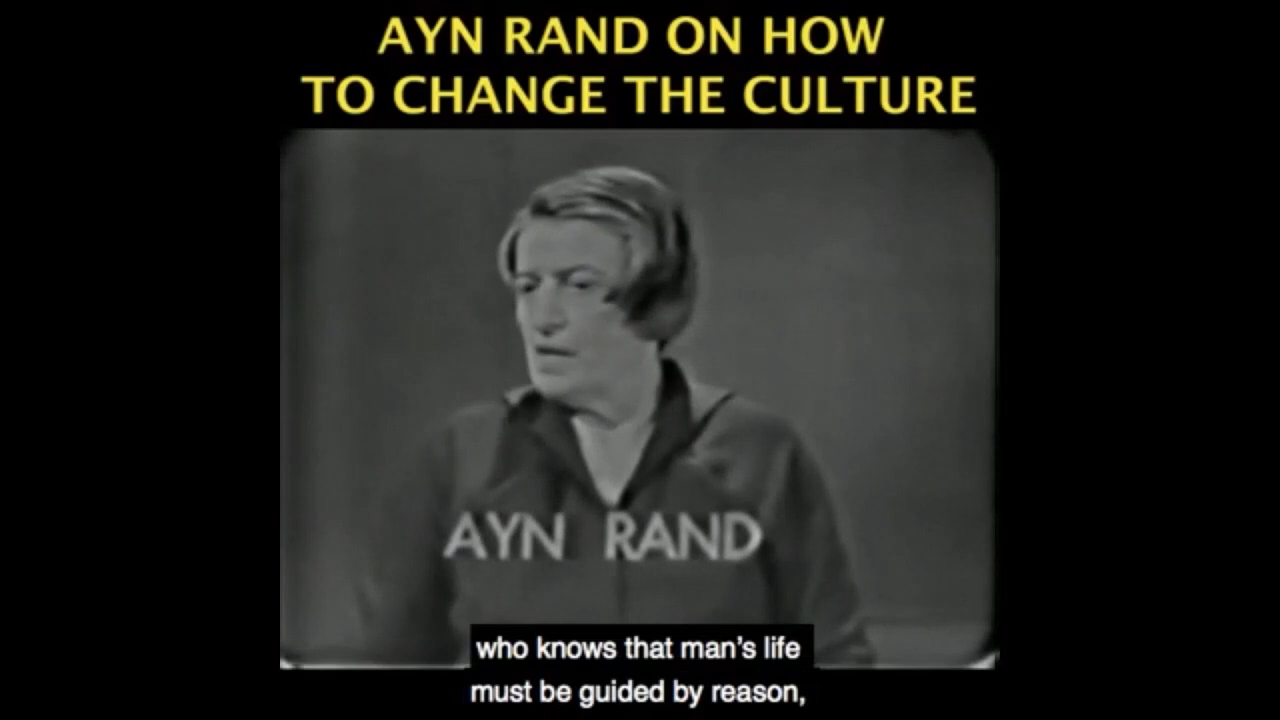 AYN RAND ON HOW
TO CHANGE THE CULTURE
AYN RAND
who knows that man's life
must be guided by reason,